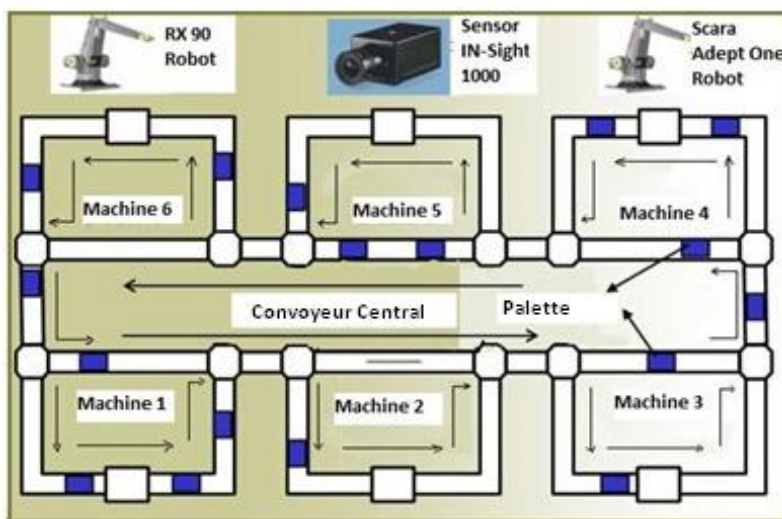 RX 90
Robot
Sensor
IN-Sight
1000
Scara
Adept One
Robot
Machine 6
Machine 5
Machine 4
Convoyeur Central
Palette
Machine 1
Machine 2
Machine 3